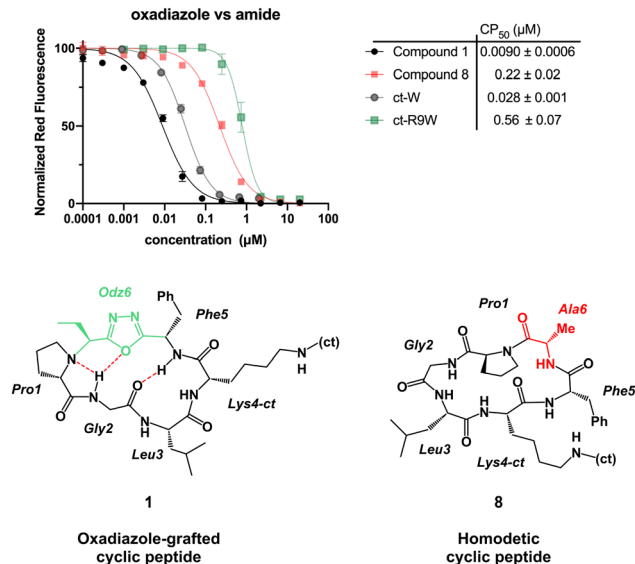 oxadiazole vs amide
Normalized Red Fluorescence
100
50
0
0.0001
0.001
0.01
0.1
1
10
100
concentration (μM)
CP50 (μM)
Compound 1 0.0090 ± 0.0006
Compound 8 0.22 ± 0.02
ct-W 0.028 ± 0.001
ct-R9W 0.56 ± 0.07
Odz6
N N
O
Ph
Phe5
N
H
H
N
O
Pro1
O
N
H
Gly2
O
N
H
Leu3
O
NH
O
Lys4-ct
H
N
(ct)
1
Oxadiazole-grafted
cyclic peptide
Pro1
O
Ala6
Me
Gly2
H
N
O
N
HN
O
O
NH
O
H
N
O
H
N
Phe5
Ph
Leu3
Lys4-ct
H
N
(ct)
8
Homodetic
cyclic peptide